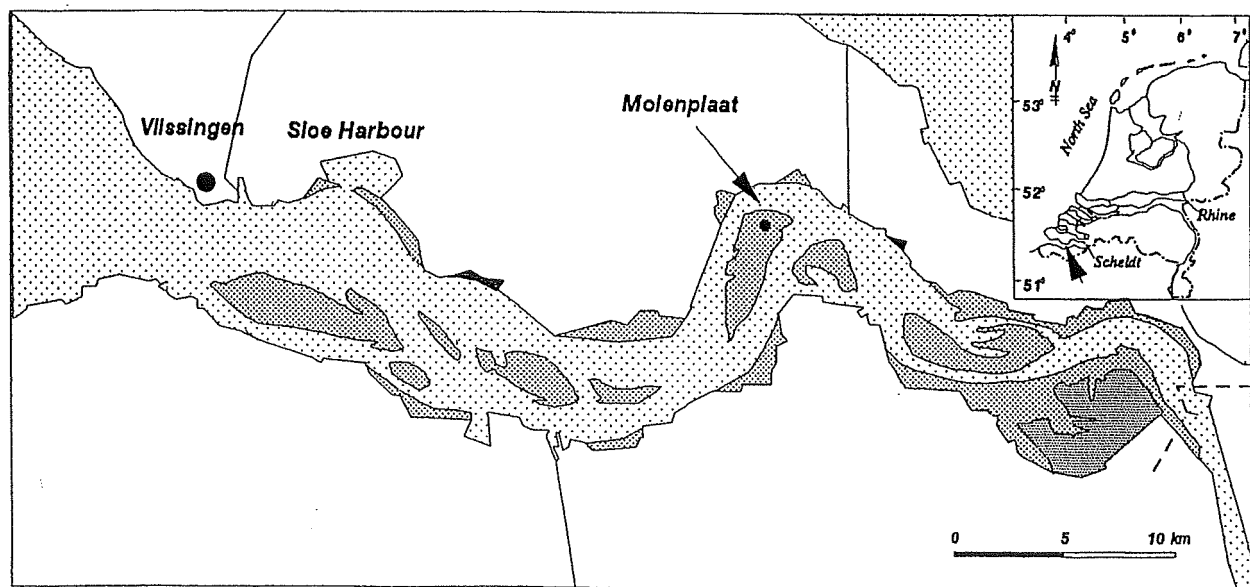 Vlissingen
Sloe Harbour
Molenplaat
4° 5° 6° 7°
N
53°
North Sea
52°
Rhine
Scheldt
51°
0 5 10 km